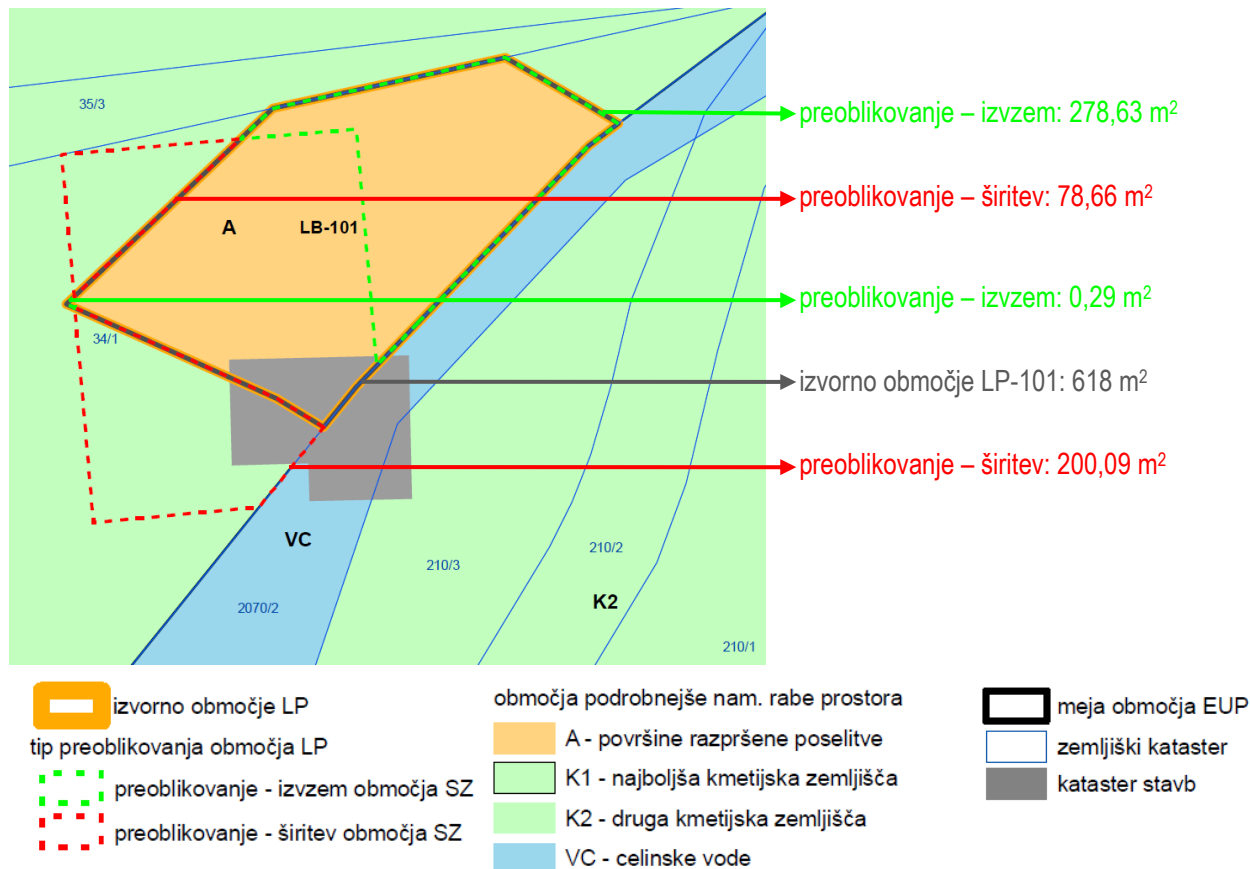 35/3
preoblikovanje – izvzem: 278,63 m²
preoblikovanje – širitev: 78,66 m²
A
LB-101
preoblikovanje – izvzem: 0,29 m²
34/1
izvorno območje LP-101: 618 m²
preoblikovanje – širitev: 200,09 m²
VC
210/2
210/3
K2
2070/2
210/1
izvorno območje LP
tip preoblikovanja območja LP
preoblikovanje - izvzem območja SZ
preoblikovanje - širitev območja SZ
območja podrobnejše nam. rabe prostora
A - površine razpršene poselitve
K1 - najboljša kmetijska zemljišča
K2 - druga kmetijska zemljišča
VC - celinske vode
meja območja EUP
zemljiški kataster
kataster stavb